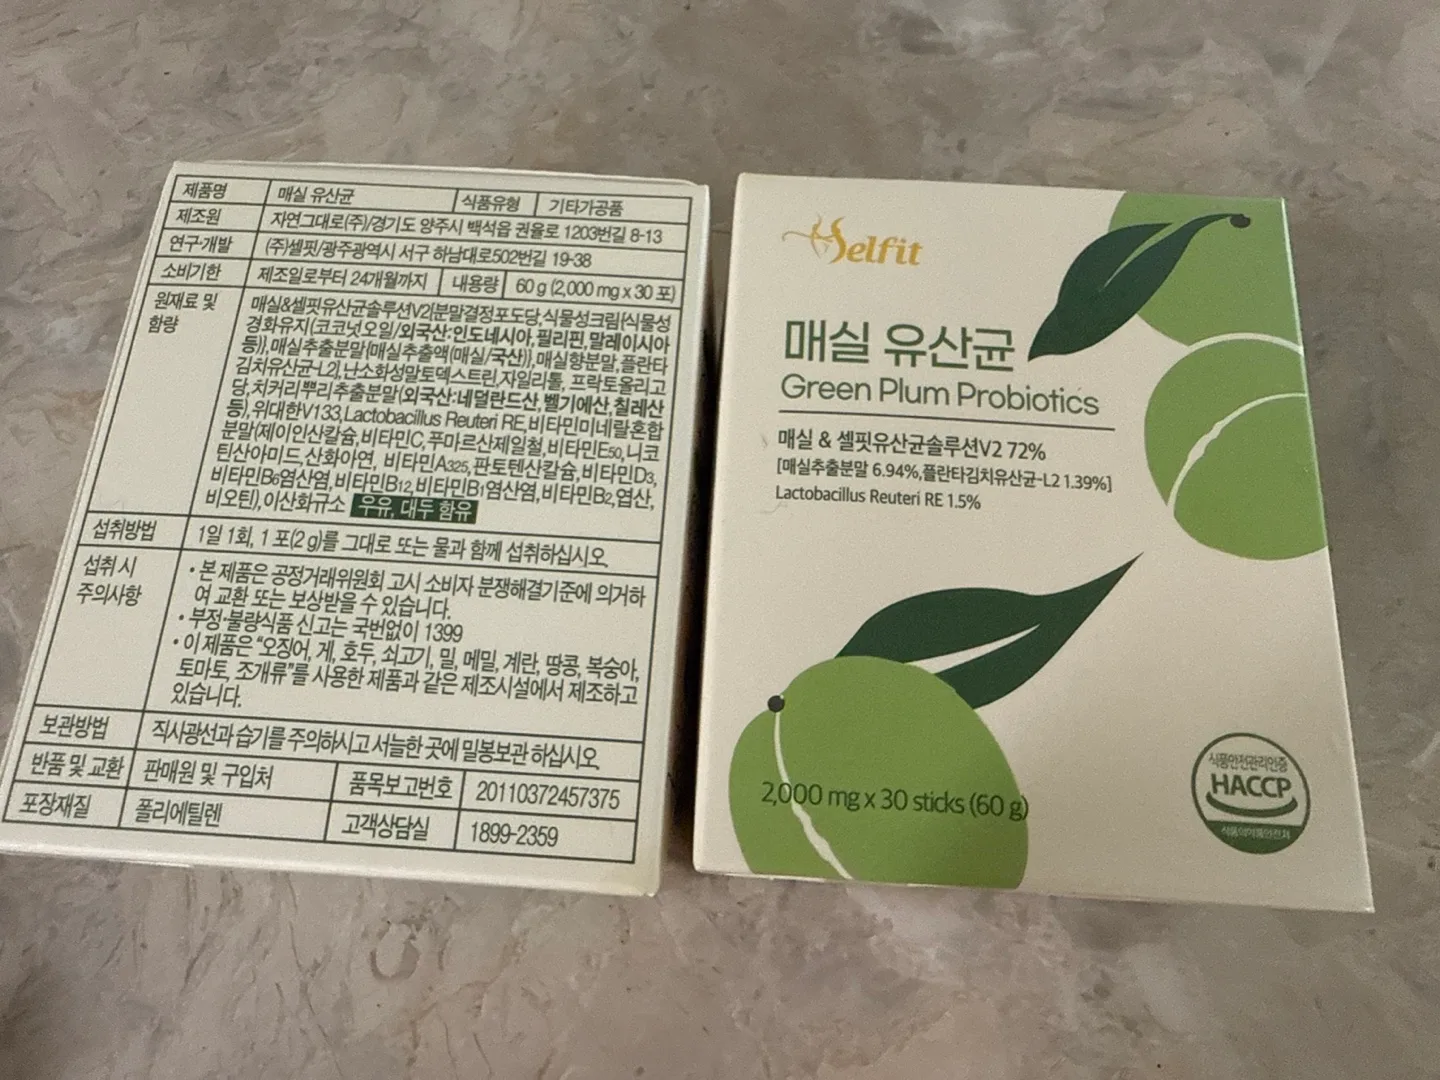 제품명 매실 유산균 식품유형 기타가공품
제조원 자연그대로(주)/경기도 양주시 백석읍 권율로 1203번길 8-13
연구·개발 (주)셀핏/광주광역시 서구 하남대로502번길 19-38
소비기한 제조일로부터 24개월까지 내용량 60 g (2,000 mg x 30 포)
원재료 및 함량
매실&셀핏유산균솔루션V2[분말결정포도당,식물성크림{식물성
경화유지(코코넛오일/외국산:인도네시아,필리핀,말레이시아
등)},매실추출분말{매실추출액(매실/국산)},매실향분말,플란타
김치유산균-L2],난소화성말토덱스트린,자일리톨, 프락토올리고
당,치커리뿌리추출분말(외국산:네덜란드산,벨기에산,칠레산
등),위대한V133,Lactobacillus Reuteri RE,비타민미네랄혼합
분말(제이인산칼슘,비타민C,푸마르산제일철,비타민E50,니코
틴산아미드,산화아연, 비타민A325,판토텐산칼슘,비타민D3,
비타민B6염산염,비타민B12,비타민B1염산염,비타민B2,엽산,
비오틴),이산화규소 우유, 대두 함유
섭취방법 1일 1회, 1 포(2 g)를 그대로 또는 물과 함께 섭취하십시오.
섭취 시 주의사항
• 본 제품은 공정거래위원회 고시 소비자 분쟁해결기준에 의거하
여 교환 또는 보상받을 수 있습니다.
• 부정·불량식품 신고는 국번없이 1399
• 이 제품은 “오징어, 게, 호두, 쇠고기, 밀, 메밀, 계란, 땅콩, 복숭아,
토마토, 조개류”를 사용한 제품과 같은 제조시설에서 제조하고
있습니다.
보관방법 직사광선과 습기를 주의하시고 서늘한 곳에 밀봉보관 하십시오.
반품 및 교환 판매원 및 구입처 품목보고번호 20110372457375
포장재질 폴리에틸렌 고객상담실 1899-2359
Selfit
매실 유산균
Green Plum Probiotics
매실 & 셀핏유산균솔루션V2 72%
[매실추출분말 6.94%,플란타김치유산균-L2 1.39%]
Lactobacillus Reuteri RE 1.5%
2,000 mg x 30 sticks (60 g)
식품안전관리인증
HACCP
식품의약품안전처